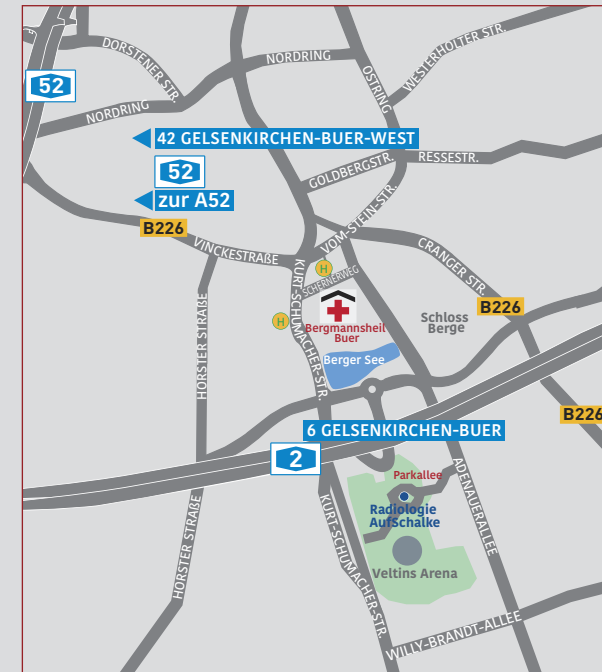 DORSTENER STR.
NORDRING
WESTERHOLTER STR.
OSTRING
52
NORDRING
42 GELSENKIRCHEN-BUER-WEST
52
zur A52
GOLDBERGSTR.
RESSESTR.
B226
VOM-STEIN-STR.
VINCKESTRAßE
CRANGER STR.
H
SCHERNERWEG
KURT-SCHUMACHER-STR.
HORSTER STRAßE
B226
H
Bergmannsheil
Buer
Schloss
Berge
Berger See
B226
6 GELSENKIRCHEN-BUER
2
Parkallee
ADENAUERALLEE
Radiologie
AufSchalke
HORSTER STRAßE
KURT-SCHUMACHER-STR.
Veltins Arena
WILLY-BRANDT-ALLEE